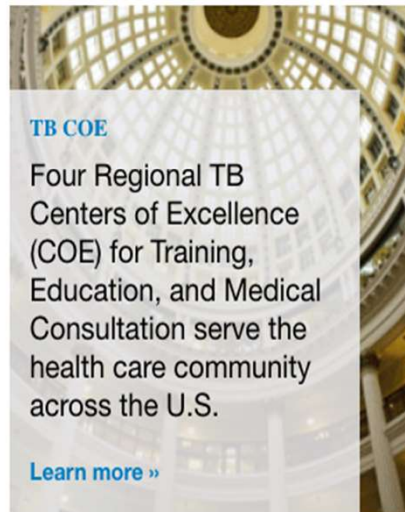 TB COE
Four Regional TB
Centers of Excellence
(COE) for Training,
Education, and Medical
Consultation serve the
health care community
across the U.S.
Learn more »